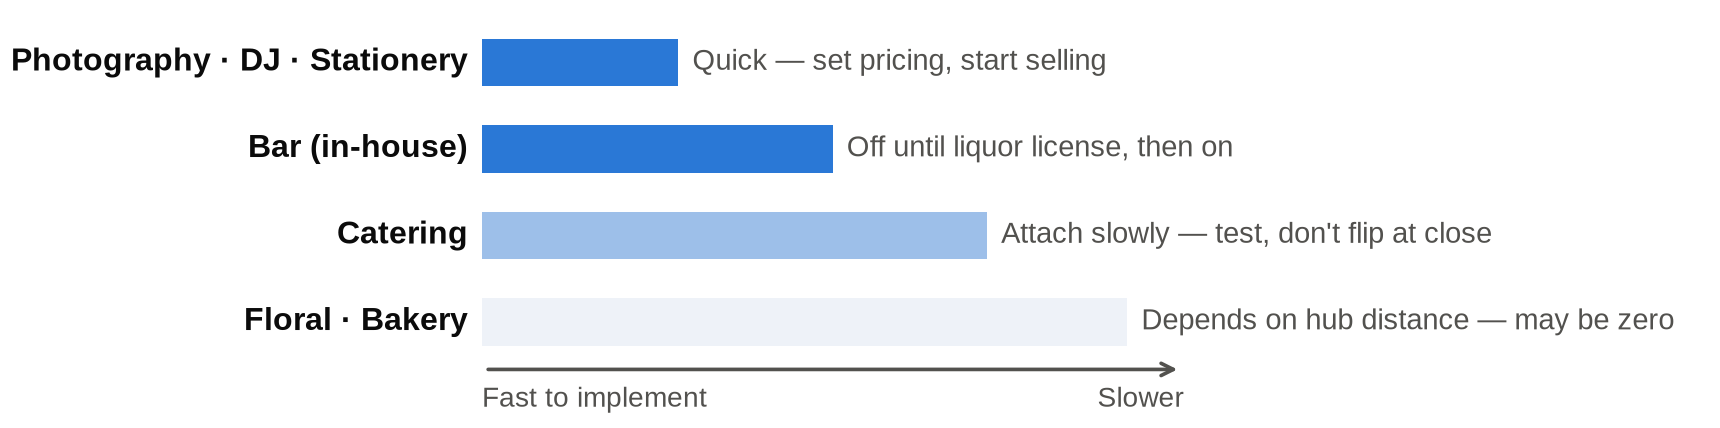 Photography · DJ · Stationery Quick — set pricing, start selling
Bar (in-house) Off until liquor license, then on
Catering Attach slowly — test, don't flip at close
Floral · Bakery Depends on hub distance — may be zero
Fast to implement Slower